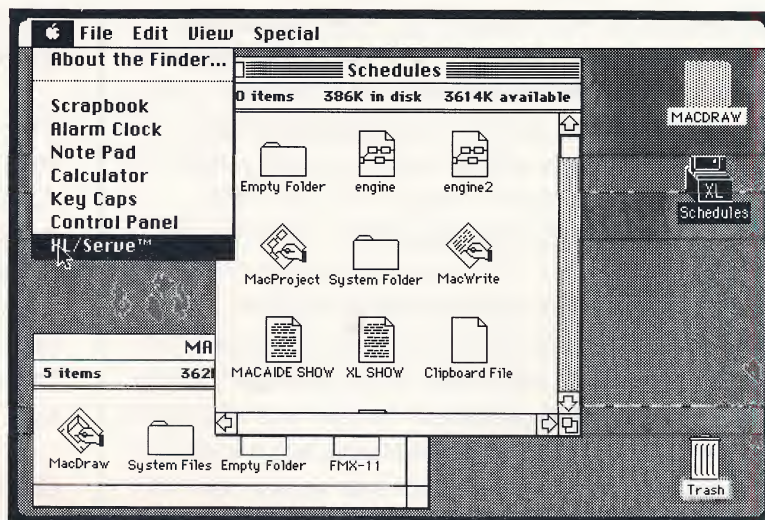 File Edit View Special
About the Finder...
Scrapbook
Alarm Clock
Note Pad
Calculator
Key Caps
Control Panel
XL/Serve™
Schedules
0 items 386K in disk 3614K available
Empty Folder engine engine2
MacProject System Folder MacWrite
MACAIDE SHOW XL SHOW Clipboard File
MACDRAW
XL
Schedules
MA
5 items 362
MacDraw System Files Empty Folder FMX-11
Trash